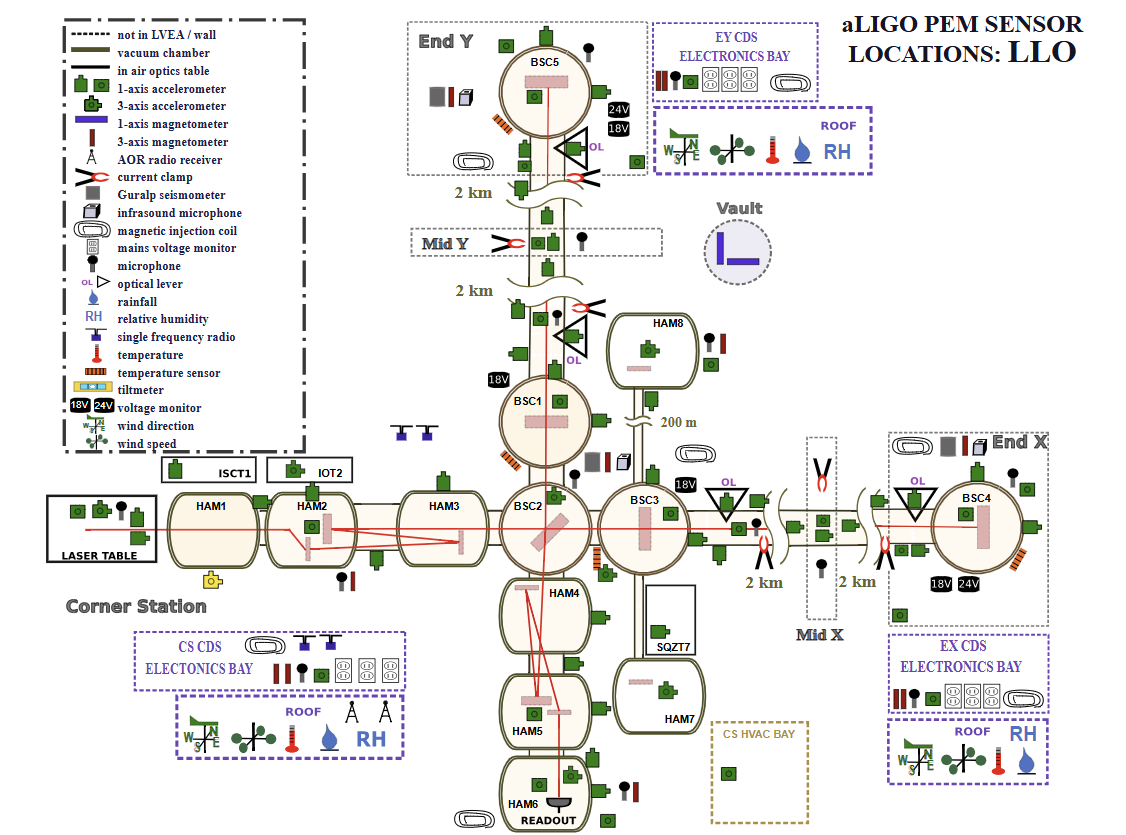 aLIGO PEM SENSOR
LOCATIONS: LLO
not in LVEA / wall
vacuum chamber
in air optics table
1-axis accelerometer
3-axis accelerometer
1-axis magnetometer
3-axis magnetometer
AOR radio receiver
current clamp
Guralp seismometer
infrasound microphone
magnetic injection coil
mains voltage monitor
microphone
OL optical lever
rainfall
RH relative humidity
single frequency radio
temperature
temperature sensor
tiltmeter
18V 24V voltage monitor
N W E S wind direction
wind speed
End Y
BSC5
24V
18V
OL
EY CDS
ELECTRONICS BAY
ROOF
N W E S
RH
2 km
Mid Y
Vault
2 km
OL
HAM8
18V
BSC1
200 m
ISCT1
IOT2
LASER TABLE
HAM1
HAM2
HAM3
BSC2
BSC3
18V
OL
2 km
Mid X
2 km
OL
End X
BSC4
18V 24V
HAM4
SQZT7
HAM5
HAM7
HAM6
READOUT
Corner Station
CS CDS
ELECTONICS BAY
ROOF
N W E S
RH
CS HVAC BAY
EX CDS
ELECTRONICS BAY
ROOF
RH
N W E S